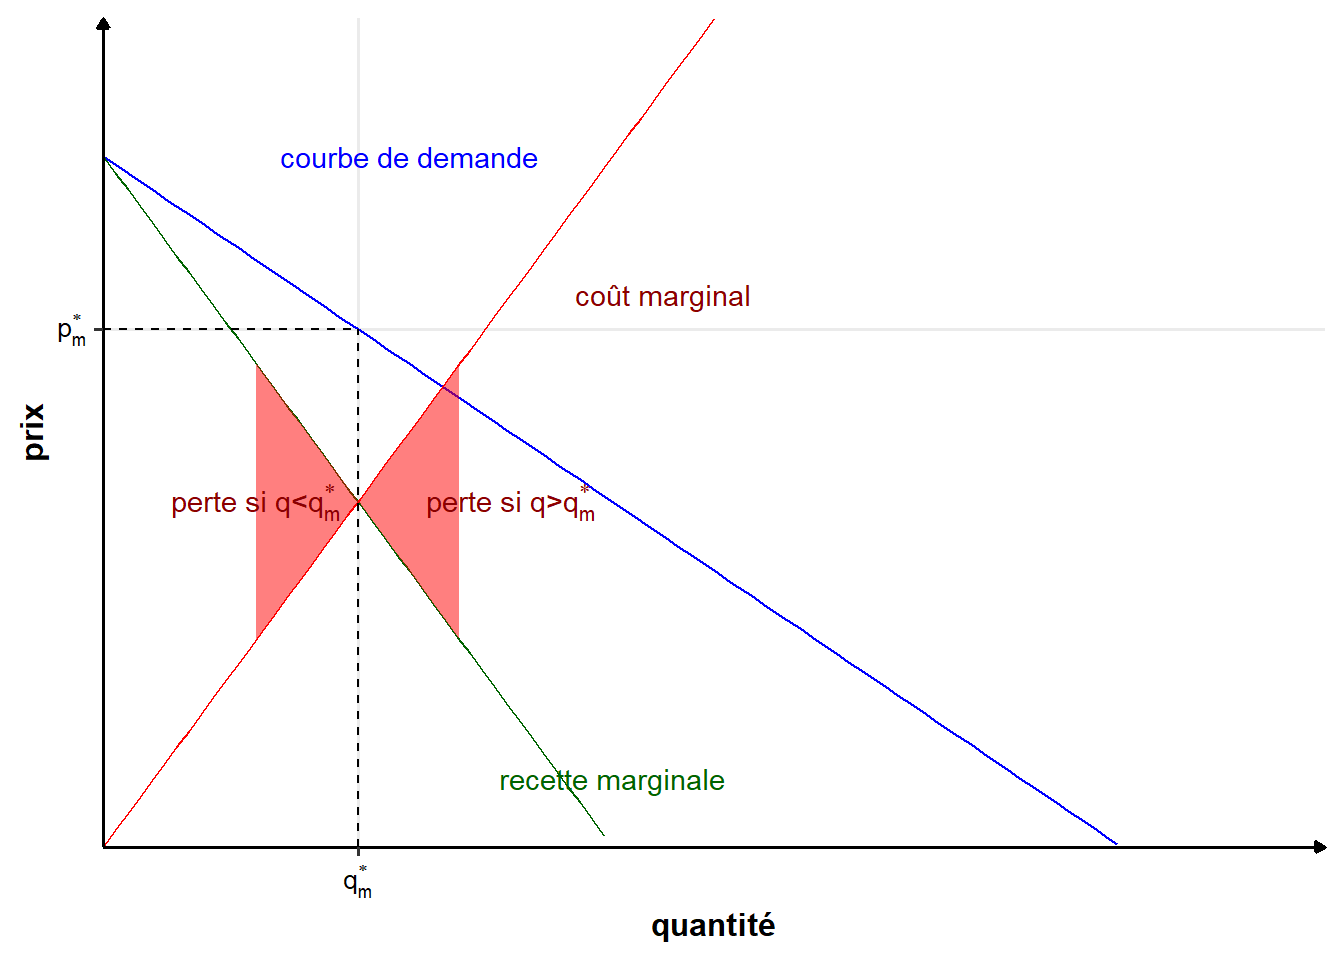 courbe de demande
coût marginal
p*m
prix
perte si q<q*m
perte si q>q*m
recette marginale
q*m
quantité